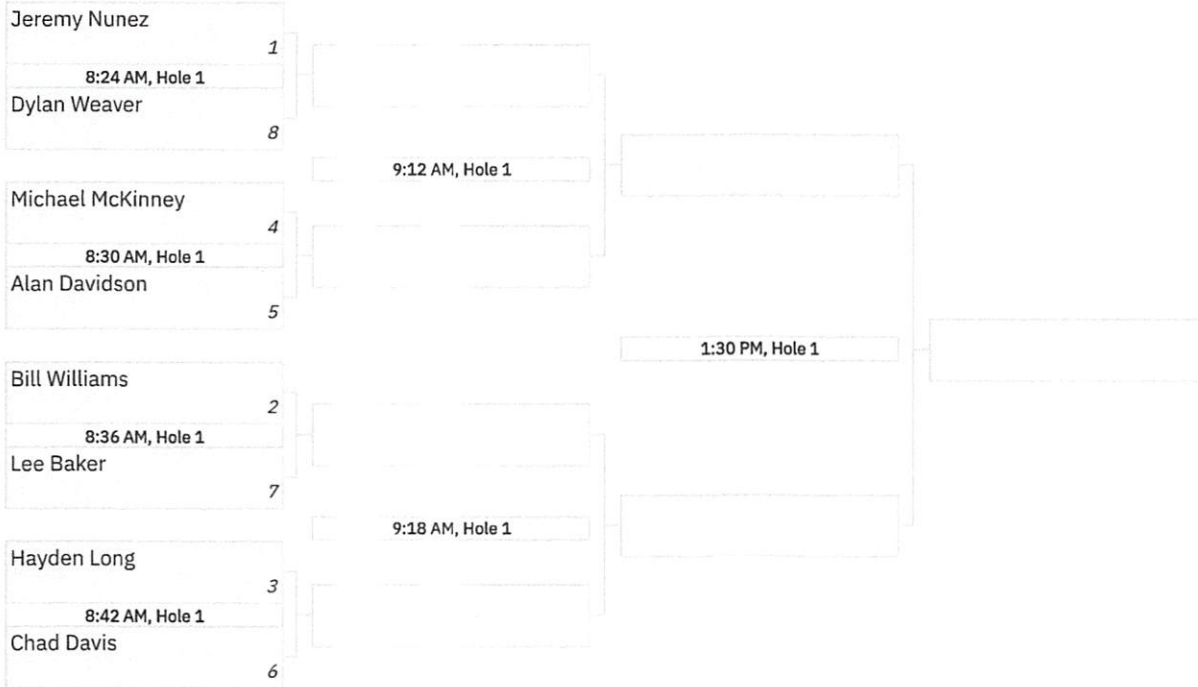 Jeremy Nunez
1
8:24 AM, Hole 1
Dylan Weaver
8
9:12 AM, Hole 1
Michael McKinney
4
8:30 AM, Hole 1
Alan Davidson
5
1:30 PM, Hole 1
Bill Williams
2
8:36 AM, Hole 1
Lee Baker
7
9:18 AM, Hole 1
Hayden Long
3
8:42 AM, Hole 1
Chad Davis
6